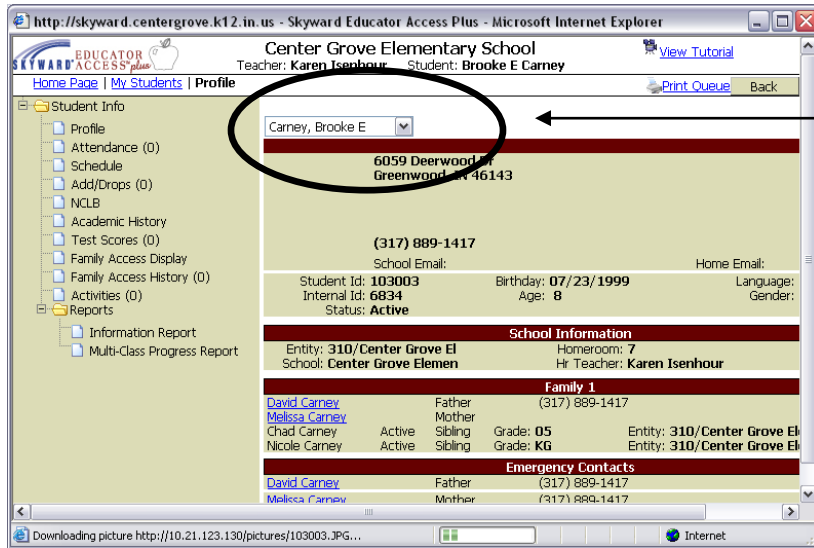 http://skyward.centergrove.k12.in.us - Skyward Educator Access Plus - Microsoft Internet Explorer
SKYWARD EDUCATOR ACCESS plus
Center Grove Elementary School
View Tutorial
Teacher: Karen Isenhour Student: Brooke E Carney
Home Page | My Students | Profile
Print Queue Back
Student Info
Profile
Attendance (0)
Schedule
Add/Drops (0)
NCLB
Academic History
Test Scores (0)
Family Access Display
Family Access History (0)
Activities (0)
Reports
Information Report
Multi-Class Progress Report
Carney, Brooke E
6059 Deerwood Dr
Greenwood, IN 46143
(317) 889-1417
School Email: Home Email:
Student Id: 103003 Birthday: 07/23/1999 Language:
Internal Id: 6834 Age: 8 Gender:
Status: Active
School Information
Entity: 310/Center Grove El Homeroom: 7
School: Center Grove Elemen Hr Teacher: Karen Isenhour
Family 1
David Carney Father (317) 889-1417
Melissa Carney Mother
Chad Carney Active Sibling Grade: 05 Entity: 310/Center Grove El
Nicole Carney Active Sibling Grade: KG Entity: 310/Center Grove El
Emergency Contacts
David Carney Father (317) 889-1417
Melissa Carney Mother (317) 889-1417
Downloading picture http://10.21.123.130/pictures/103003.JPG... Internet